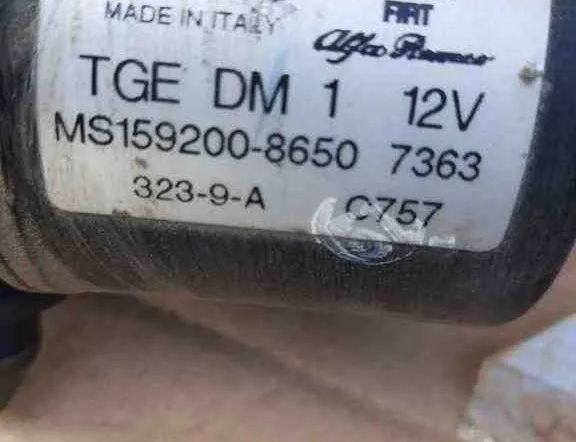 MADE IN ITALY FIAT
Alfa Romeo
TGE DM 1 12V
MS159200-8650 7363
323-9-A C757